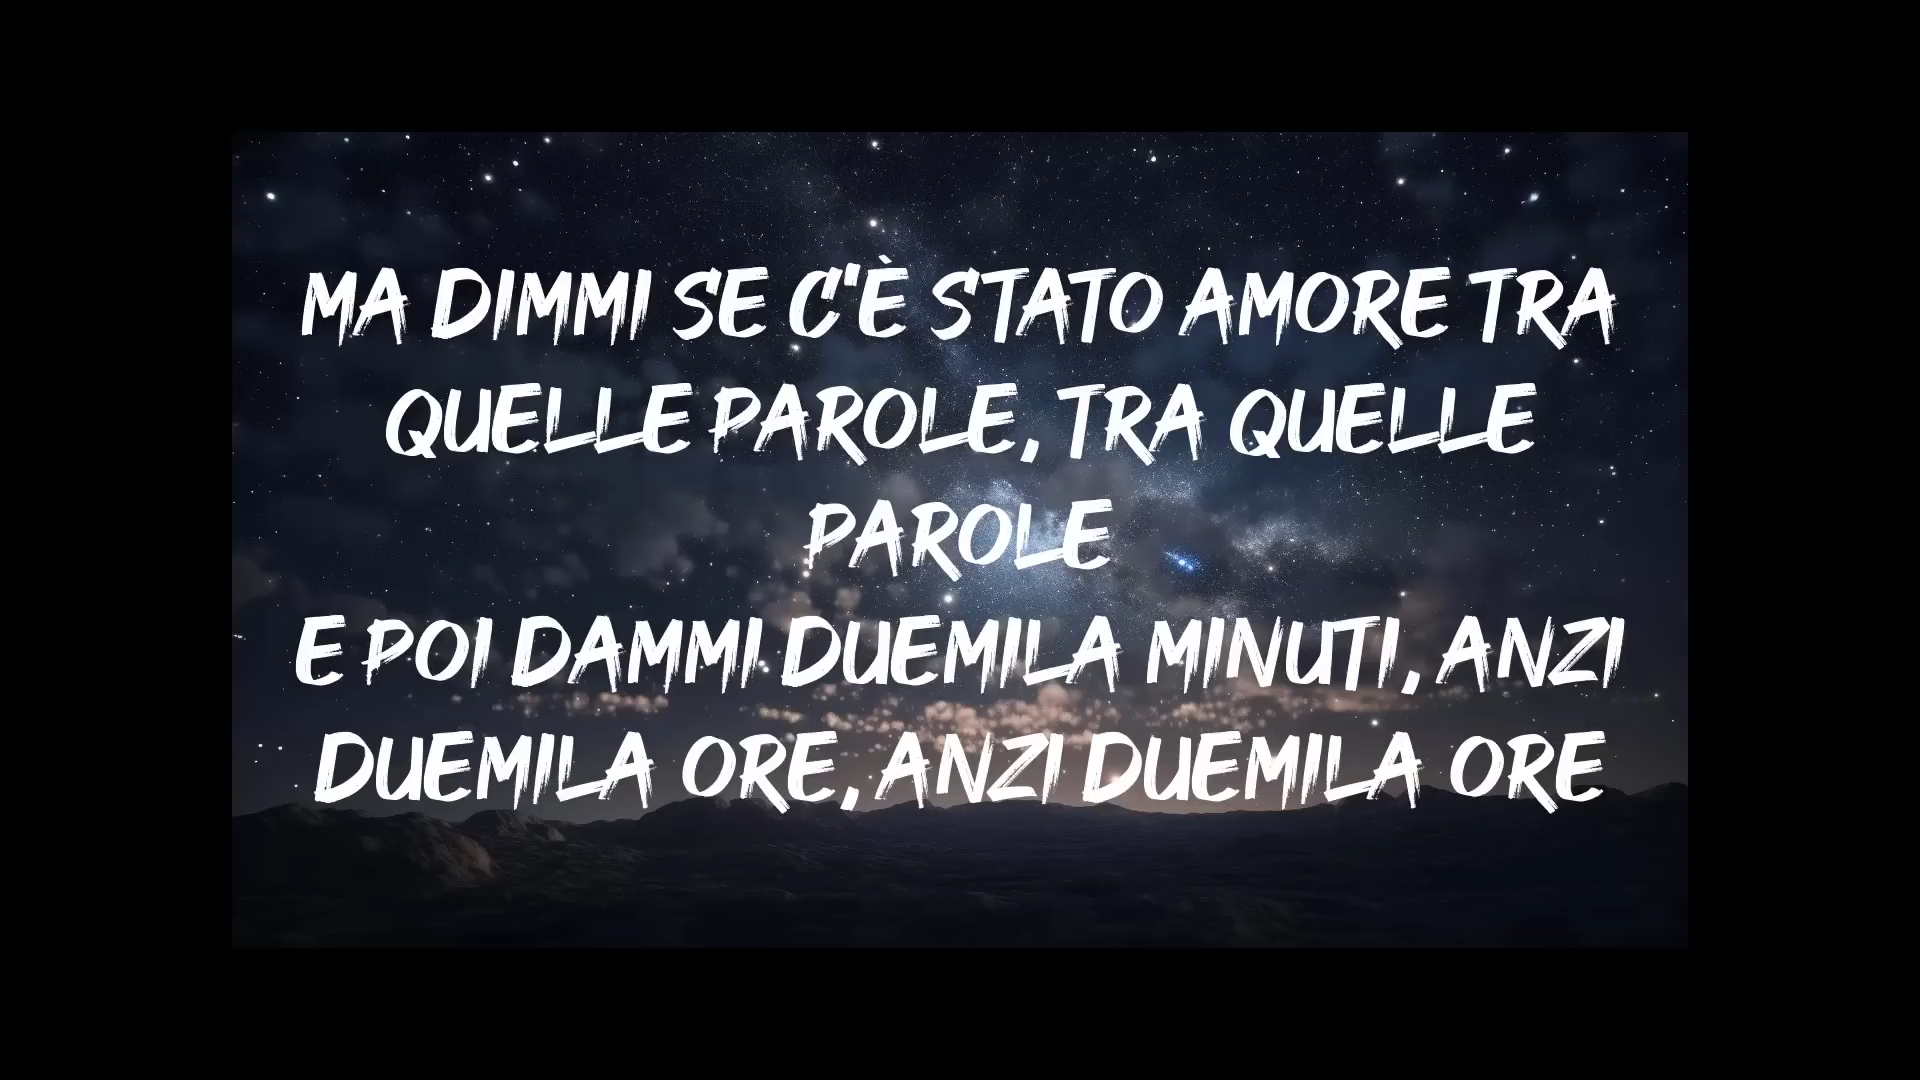 MA DIMMI SE C'È STATO AMORE TRA
QUELLE PAROLE, TRA QUELLE
PAROLE
E POI DAMMI DUEMILA MINUTI, ANZI
DUEMILA ORE, ANZI DUEMILA ORE